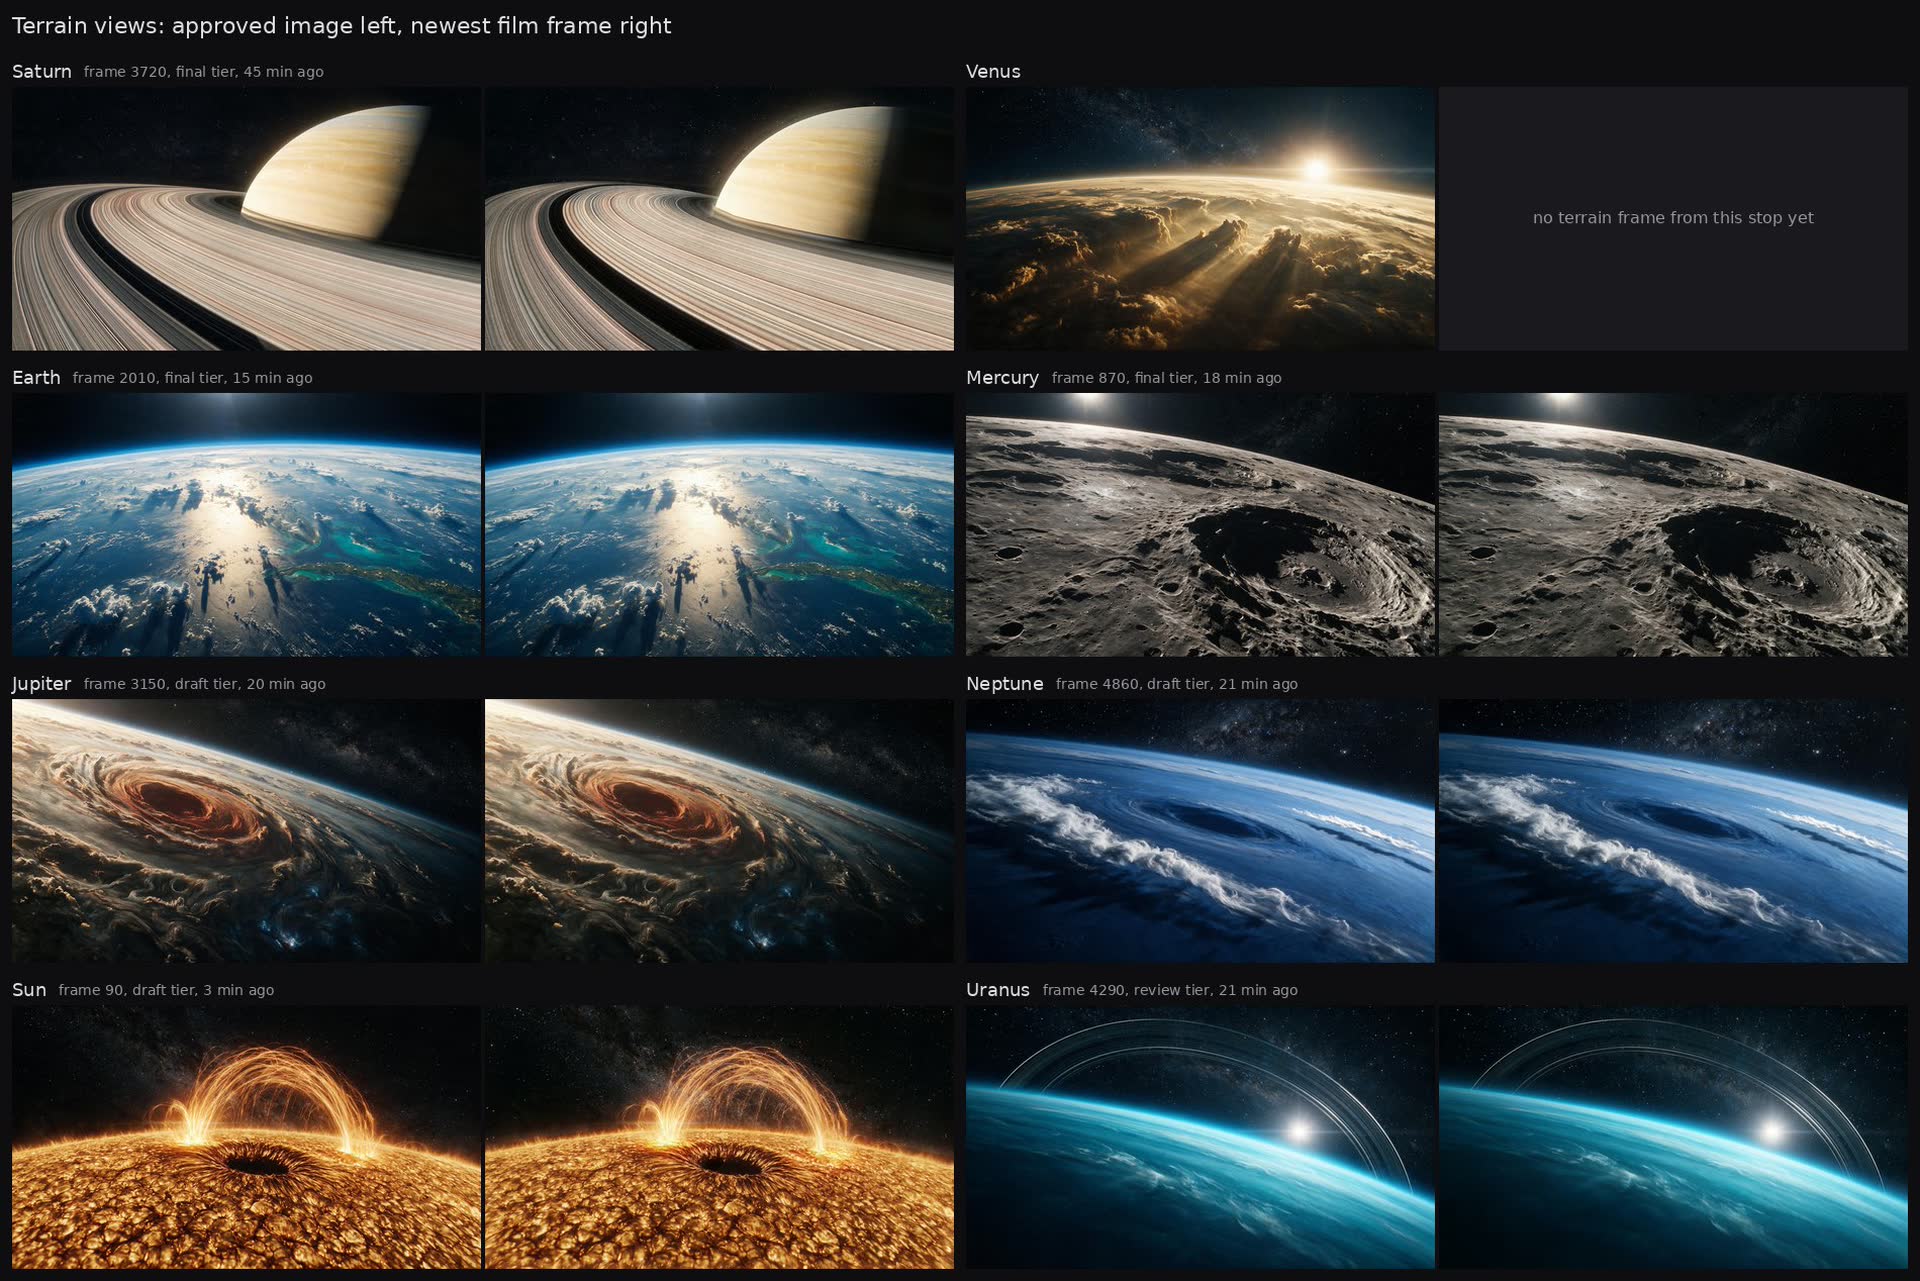 Terrain views: approved image left, newest film frame right
Saturn frame 3720, final tier, 45 min ago
Venus
no terrain frame from this stop yet
Earth frame 2010, final tier, 15 min ago
Mercury frame 870, final tier, 18 min ago
Jupiter frame 3150, draft tier, 20 min ago
Neptune frame 4860, draft tier, 21 min ago
Sun frame 90, draft tier, 3 min ago
Uranus frame 4290, review tier, 21 min ago